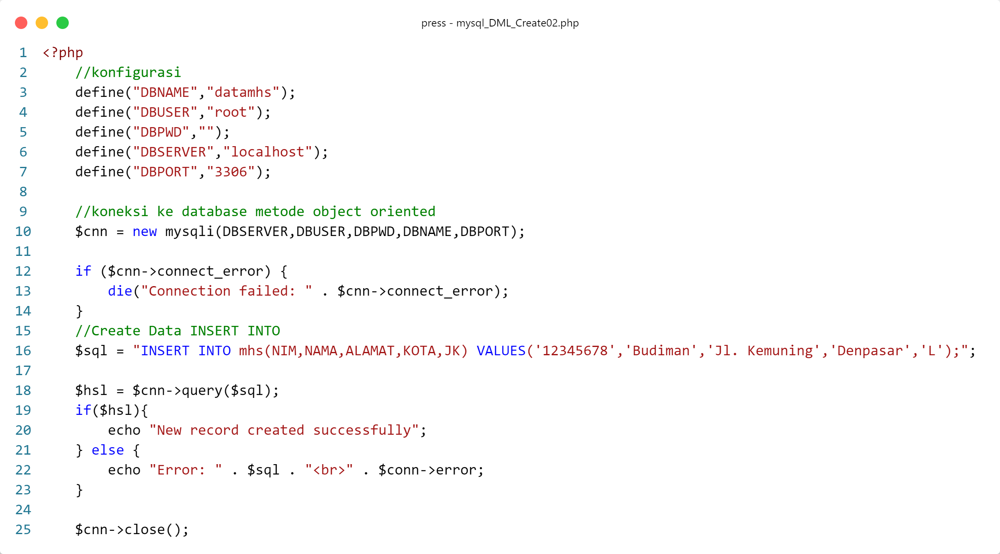 press - mysql_DML_Create02.php
1 <?php
2     //konfigurasi
3     define("DBNAME","datamhs");
4     define("DBUSER","root");
5     define("DBPWD","");
6     define("DBSERVER","localhost");
7     define("DBPORT","3306");
8
9     //koneksi ke database metode object oriented
10     $cnn = new mysqli(DBSERVER,DBUSER,DBPWD,DBNAME,DBPORT);
11
12     if ($cnn->connect_error) {
13         die("Connection failed: " . $cnn->connect_error);
14     }
15     //Create Data INSERT INTO
16     $sql = "INSERT INTO mhs(NIM,NAMA,ALAMAT,KOTA,JK) VALUES('12345678','Budiman','Jl. Kemuning','Denpasar','L');";
17
18     $hsl = $cnn->query($sql);
19     if($hsl){
20         echo "New record created successfully";
21     } else {
22         echo "Error: " . $sql . "<br>" . $conn->error;
23     }
24
25     $cnn->close();